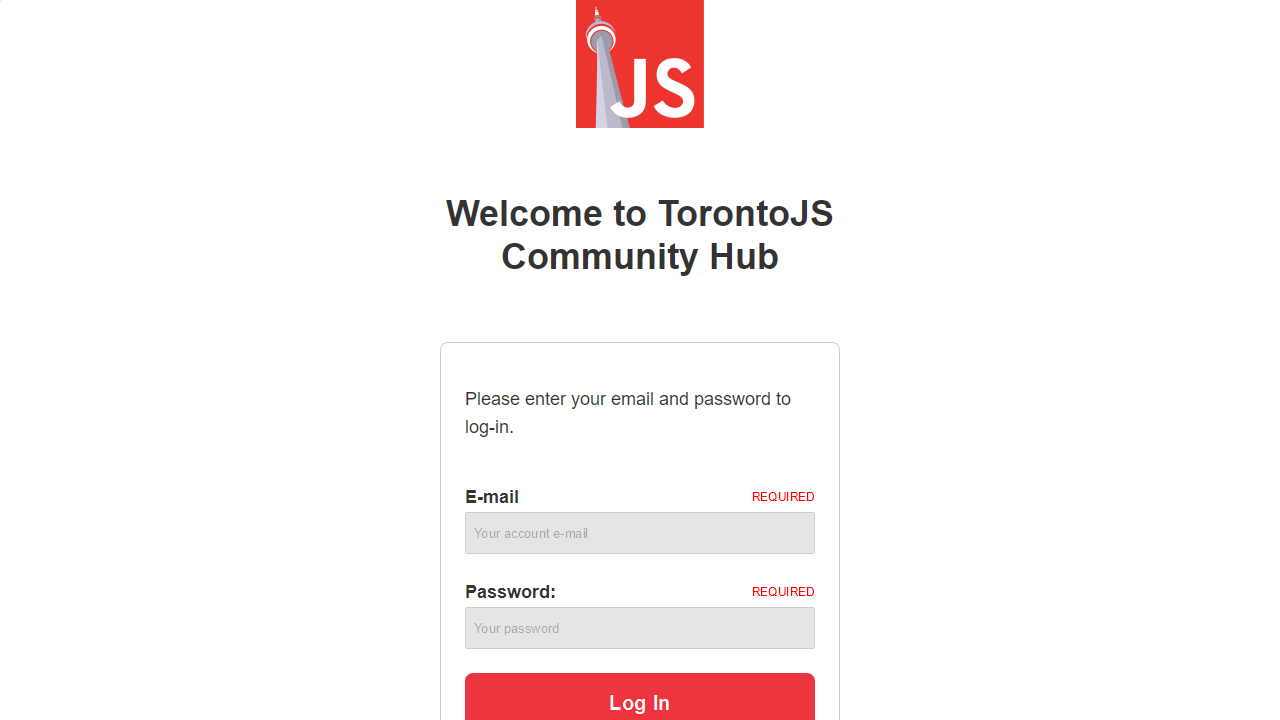 JS
Welcome to TorontoJS
Community Hub
Please enter your email and password to
log-in.
E-mail REQUIRED
Your account e-mail
Password: REQUIRED
Your password
Log In